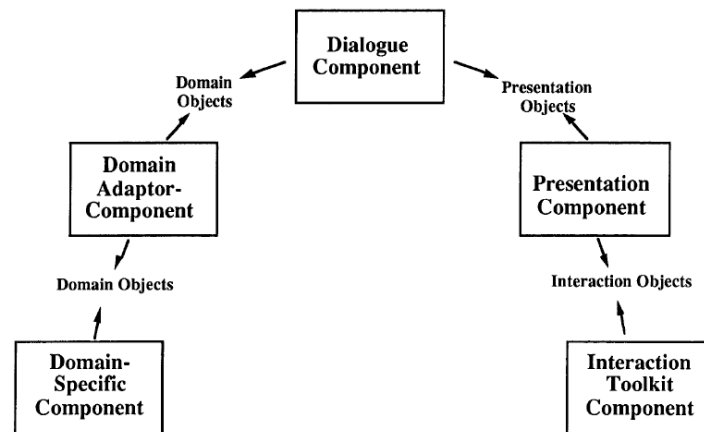 Dialogue
Component
Domain
Objects
Presentation
Objects
Domain
Adaptor-
Component
Presentation
Component
Domain Objects
Interaction Objects
Domain-
Specific
Component
Interaction
Toolkit
Component